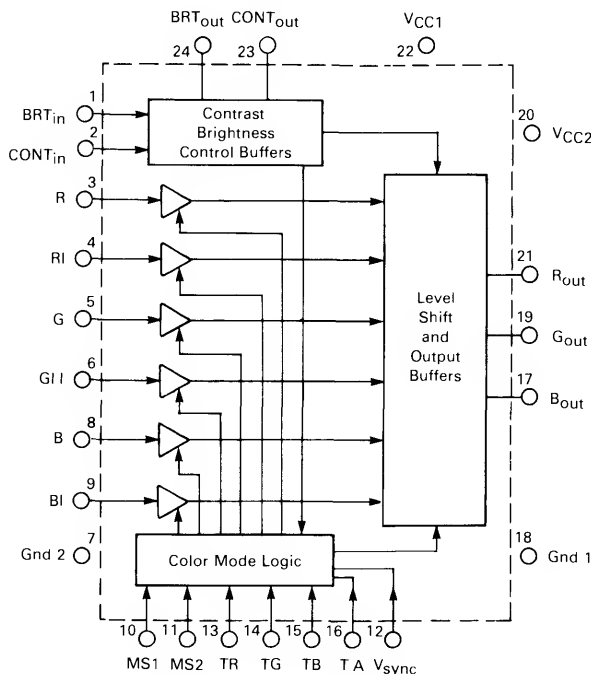 BRTout CONTout VCC1
24 23 22
1
BRTin
2
CONTin
Contrast
Brightness
Control Buffers
20
VCC2
3
R
4
RI
5
G
6
GI I
8
B
9
BI
7
Gnd 2
Level
Shift
and
Output
Buffers
21
Rout
19
Gout
17
Bout
18
Gnd 1
Color Mode Logic
10 11 13 14 15 16 12
MS1 MS2 TR TG TB T A Vsync